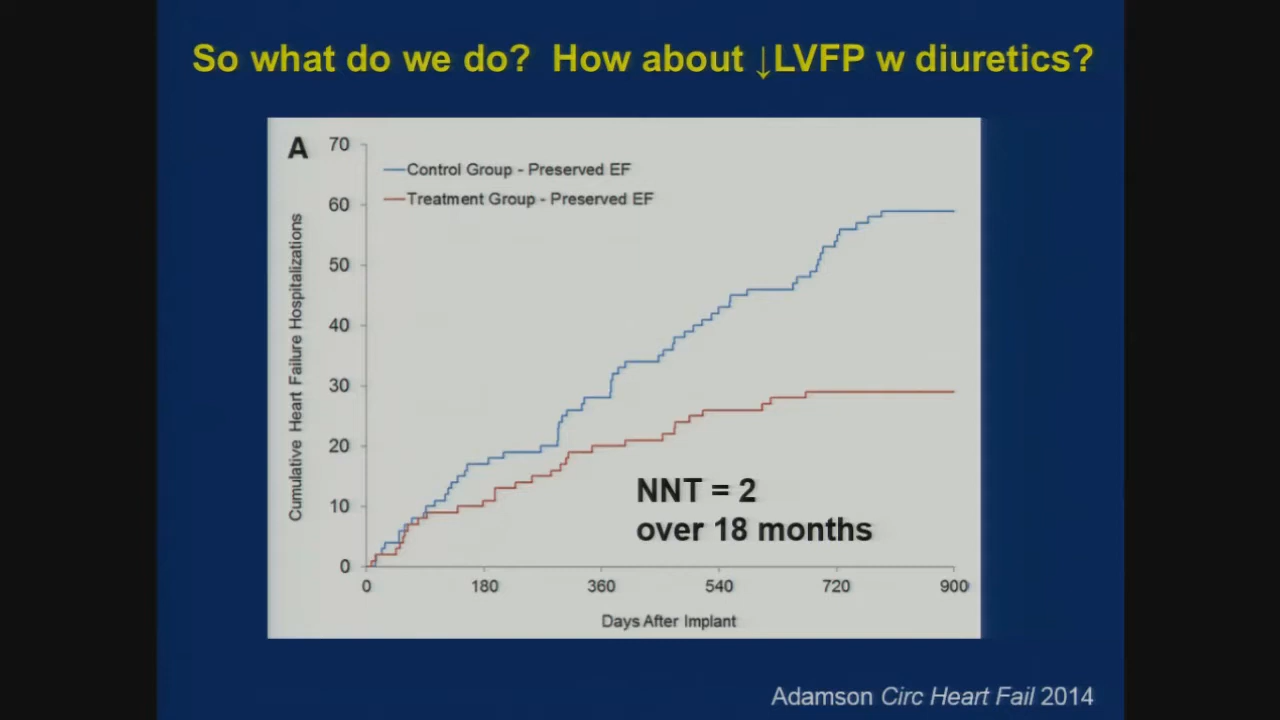 So what do we do? How about ↓LVFP w diuretics?
A
70
60
50
40
30
20
10
0
Control Group - Preserved EF
Treatment Group - Preserved EF
Cumulative Heart Failure Hospitalizations
NNT = 2
over 18 months
0 180 360 540 720 900
Days After Implant
Adamson Circ Heart Fail 2014